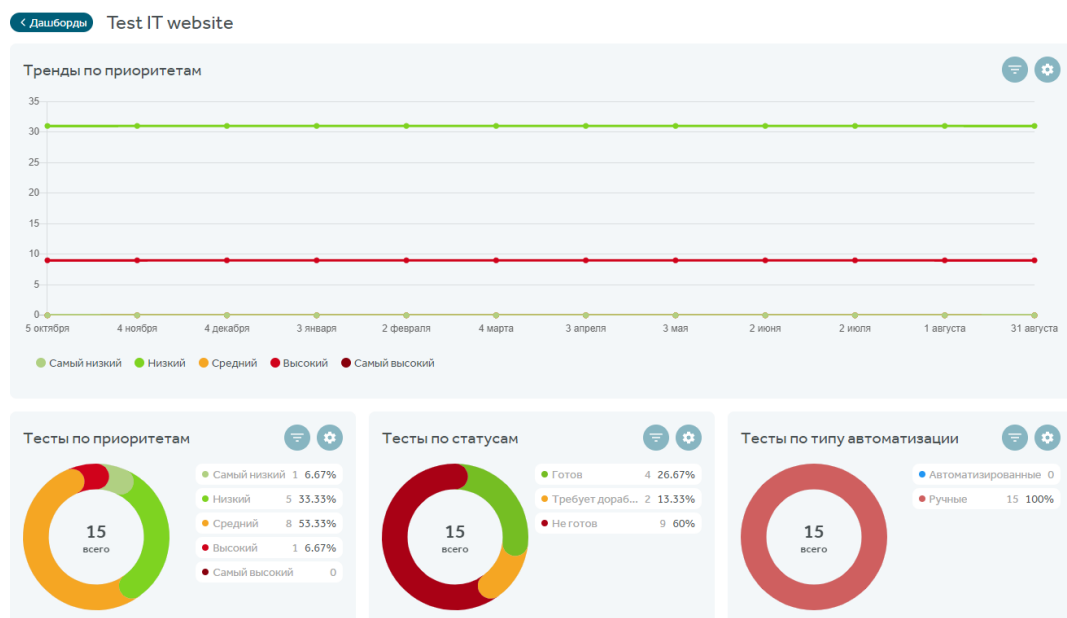 Дашборды Test IT website
Тренды по приоритетам
35
30
25
20
15
10
5
0
5 октября 4 ноября 4 декабря 3 января 2 февраля 4 марта 3 апреля 3 мая 2 июня 2 июля 1 августа 31 августа
Самый низкий Низкий Средний Высокий Самый высокий
Тесты по приоритетам
15
всего
Самый низкий 1 6.67%
Низкий 5 33.33%
Средний 8 53.33%
Высокий 1 6.67%
Самый высокий 0
Тесты по статусам
15
всего
Готов 4 26.67%
Требует дораб... 2 13.33%
Не готов 9 60%
Тесты по типу автоматизации
15
всего
Автоматизированные 0
Ручные 15 100%